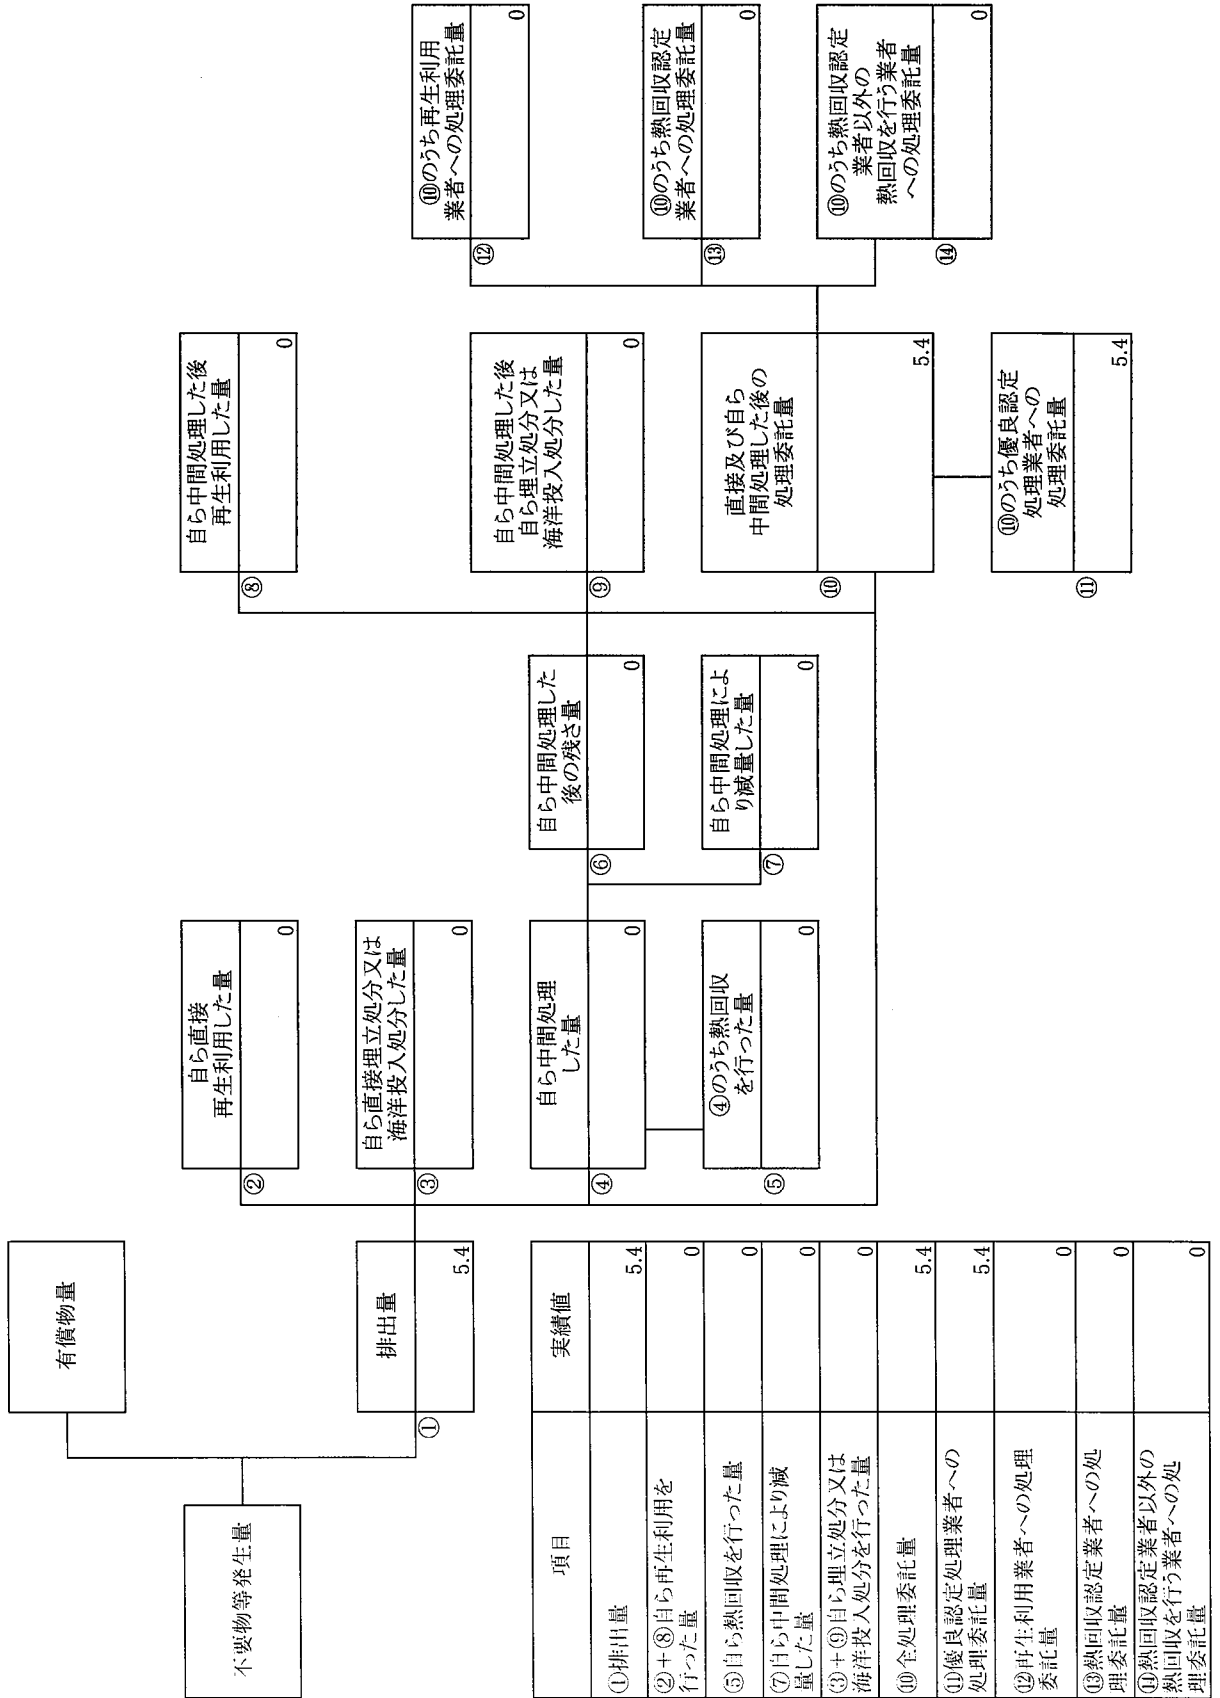 不要物等発生量
有償物量
①
排出量
5.4
②
自ら直接
再生利用した量
0
③
自ら直接埋立処分又は
海洋投入処分した量
0
④
自ら中間処理
した量
0
⑤
④のうち熱回収
を行った量
0
⑥
自ら中間処理した
後の残さ量
0
⑦
自ら中間処理によ
り減量した量
0
⑧
自ら中間処理した後
再生利用した量
0
⑨
自ら中間処理した後
自ら埋立処分又は
海洋投入処分した量
0
⑩
直接及び自ら
中間処理した後の
処理委託量
5.4
⑪
⑩のうち優良認定
処理業者への
処理委託量
5.4
⑫
⑩のうち再生利用
業者への処理委託量
0
⑬
⑩のうち熱回収認定
業者への処理委託量
0
⑭
⑩のうち熱回収認定
業者以外の
熱回収を行う業者
への処理委託量
0
項目 実績値
①排出量 5.4
②+⑧自ら再生利用を
行った量 0
⑤自ら熱回収を行った量 0
⑦自ら中間処理により減
量した量 0
③+⑨自ら埋立処分又は
海洋投入処分を行った量 0
⑩全処理委託量 5.4
⑪優良認定処理業者への
処理委託量 5.4
⑫再生利用業者への処理
委託量 0
⑬熱回収認定業者への処
理委託量 0
⑭熱回収認定業者以外の
熱回収を行う業者への処
理委託量 0